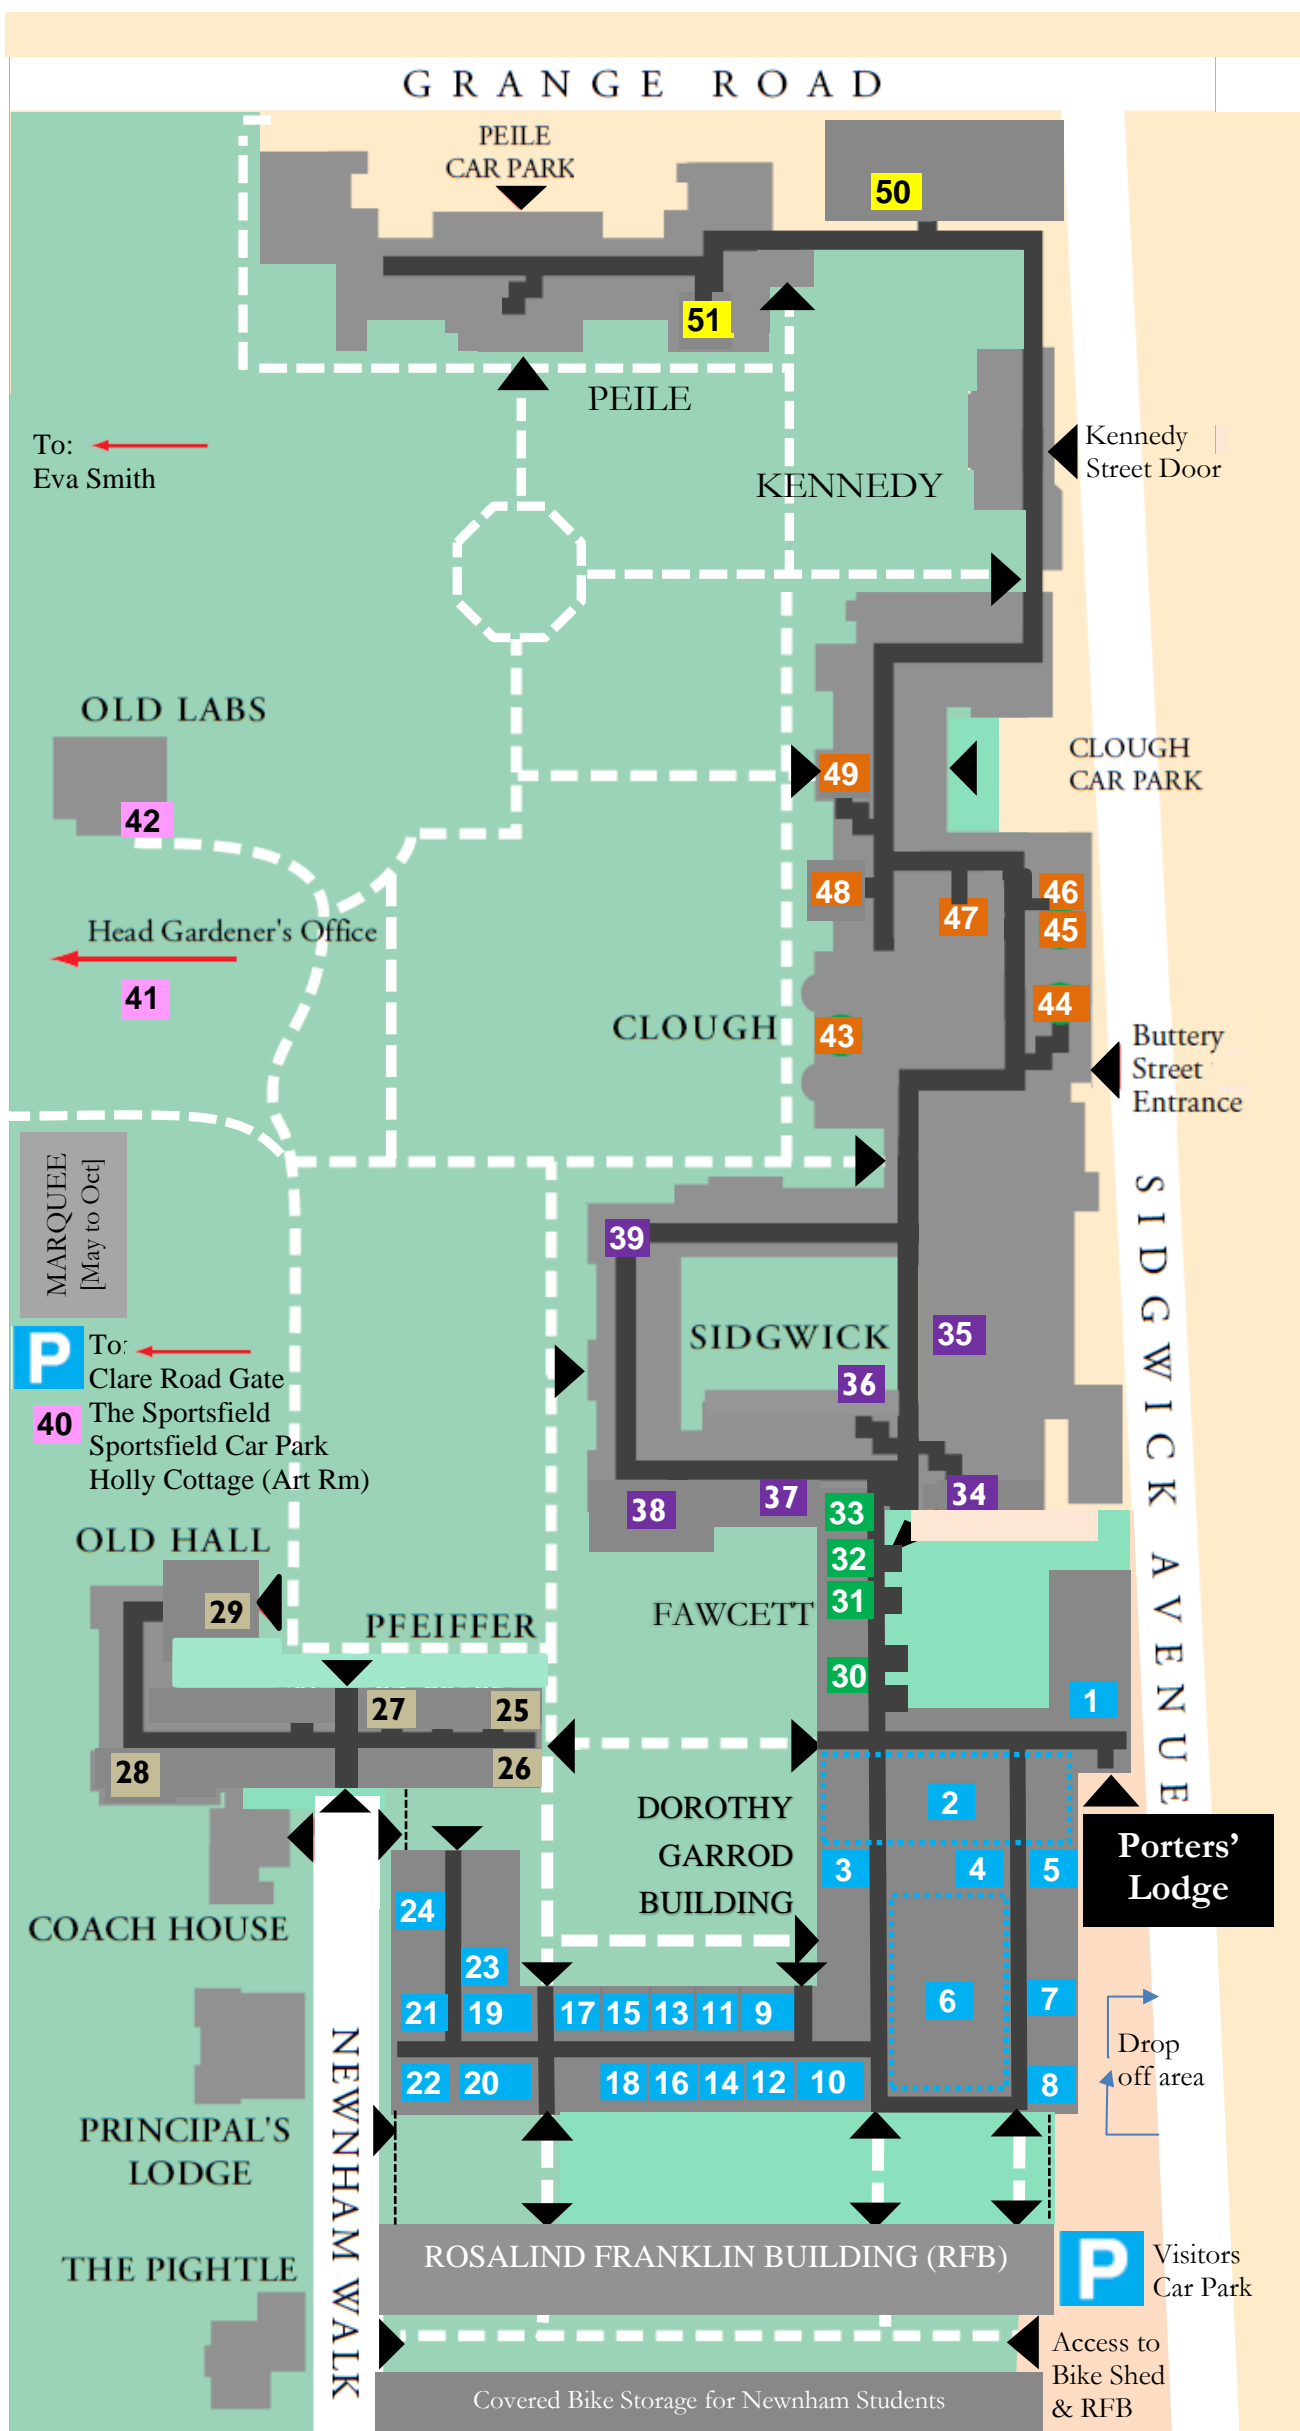 GRANGE ROAD
PEILE
CAR PARK
50
51
PEILE
To:
Eva Smith
Kennedy
Street Door
KENNEDY
OLD LABS
42
49
CLOUGH
CAR PARK
48
47
46
45
Head Gardener's Office
41
44
43
CLOUGH
Buttery
Street
Entrance
MARQUEE
[May to Oct]
SIDGWICK AVENUE
39
SIDGWICK
35
36
P
To:
Clare Road Gate
40
The Sportsfield
Sportsfield Car Park
Holly Cottage (Art Rm)
38
37
34
33
32
31
30
OLD HALL
29
PFEIFFER
FAWCETT
27
25
26
28
1
2
DOROTHY
GARROD
BUILDING
3
4
5
Porters’
Lodge
24
COACH HOUSE
23
6
7
21
19
17
15
13
11
9
22
20
18
16
14
12
10
8
Drop
off area
NEWNHAM WALK
PRINCIPAL'S
LODGE
THE PIGHTLE
ROSALIND FRANKLIN BUILDING (RFB)
P
Visitors
Car Park
Access to
Bike Shed
& RFB
Covered Bike Storage for Newnham Students